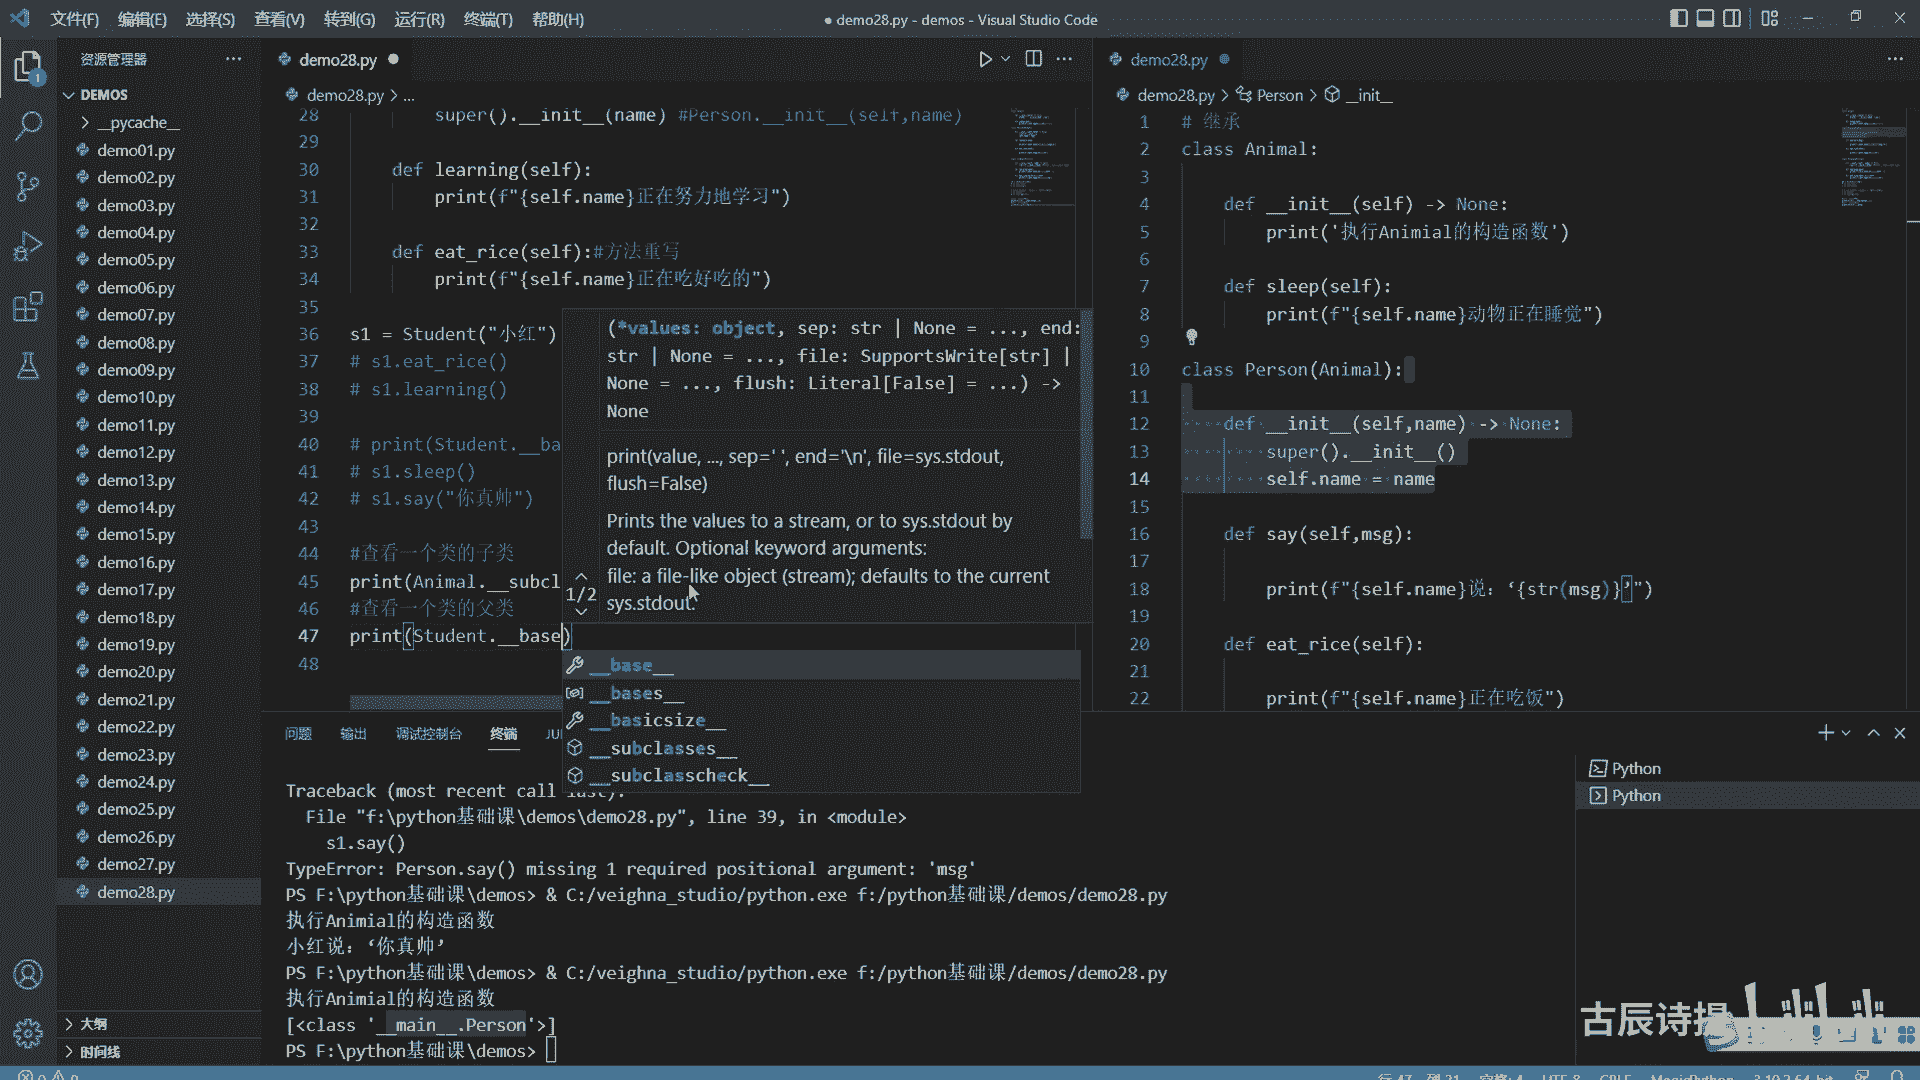 文件(F) 编辑(E) 选择(S) 查看(V) 转到(G) 运行(R) 终端(T) 帮助(H)
● demo28.py - demos - Visual Studio Code
资源管理器
DEMOS
__pycache__
demo01.py
demo02.py
demo03.py
demo04.py
demo05.py
demo06.py
demo07.py
demo08.py
demo09.py
demo10.py
demo11.py
demo12.py
demo13.py
demo14.py
demo15.py
demo16.py
demo17.py
demo18.py
demo19.py
demo20.py
demo21.py
demo22.py
demo23.py
demo24.py
demo25.py
demo26.py
demo27.py
demo28.py
大纲
时间线
1
demo28.py
demo28.py > ...
28 super().__init__(name) #Person.__init__(self,name)
29
30 def learning(self):
31 print(f"{self.name}正在努力地学习")
32
33 def eat_rice(self):#方法重写
34 print(f"{self.name}正在吃好吃的")
35
36 s1 = Student("小红")
37 # s1.eat_rice()
38 # s1.learning()
39
40 # print(Student.__ba
41 # s1.sleep()
42 # s1.say("你真帅")
43
44 #查看一个类的子类
45 print(Animal.__subcl
46 #查看一个类的父类
47 print(Student.__base)
48
(*values: object, sep: str | None = ..., end:
str | None = ..., file: SupportsWrite[str] |
None = ..., flush: Literal[False] = ...) ->
None
print(value, ..., sep=' ', end='\n', file=sys.stdout,
flush=False)
Prints the values to a stream, or to sys.stdout by
default. Optional keyword arguments:
file: a file-like object (stream); defaults to the current
sys.stdout.
1/2
__base__
__bases__
__basicsize__
__subclasses__
__subclasscheck__
demo28.py
demo28.py > Person > __init__
1 # 继承
2 class Animal:
3
4 def __init__(self) -> None:
5 print('执行Animial的构造函数')
6
7 def sleep(self):
8 print(f"{self.name}动物正在睡觉")
9
10 class Person(Animal):
11
12 def __init__(self,name) -> None:
13 super().__init__()
14 self.name = name
15
16 def say(self,msg):
17
18 print(f"{self.name}说：‘{str(msg)}’")
19
20 def eat_rice(self):
21
22 print(f"{self.name}正在吃饭")
问题 输出 调试控制台 终端
Traceback (most recent call last):
File "f:\python基础课\demos\demo28.py", line 39, in <module>
s1.say()
TypeError: Person.say() missing 1 required positional argument: 'msg'
PS F:\python基础课\demos> & C:/veighna_studio/python.exe f:/python基础课/demos/demo28.py
执行Animial的构造函数
小红说：‘你真帅’
PS F:\python基础课\demos> & C:/veighna_studio/python.exe f:/python基础课/demos/demo28.py
执行Animial的构造函数
[<class '__main__.Person'>]
PS F:\python基础课\demos>
Python
Python
古辰诗提